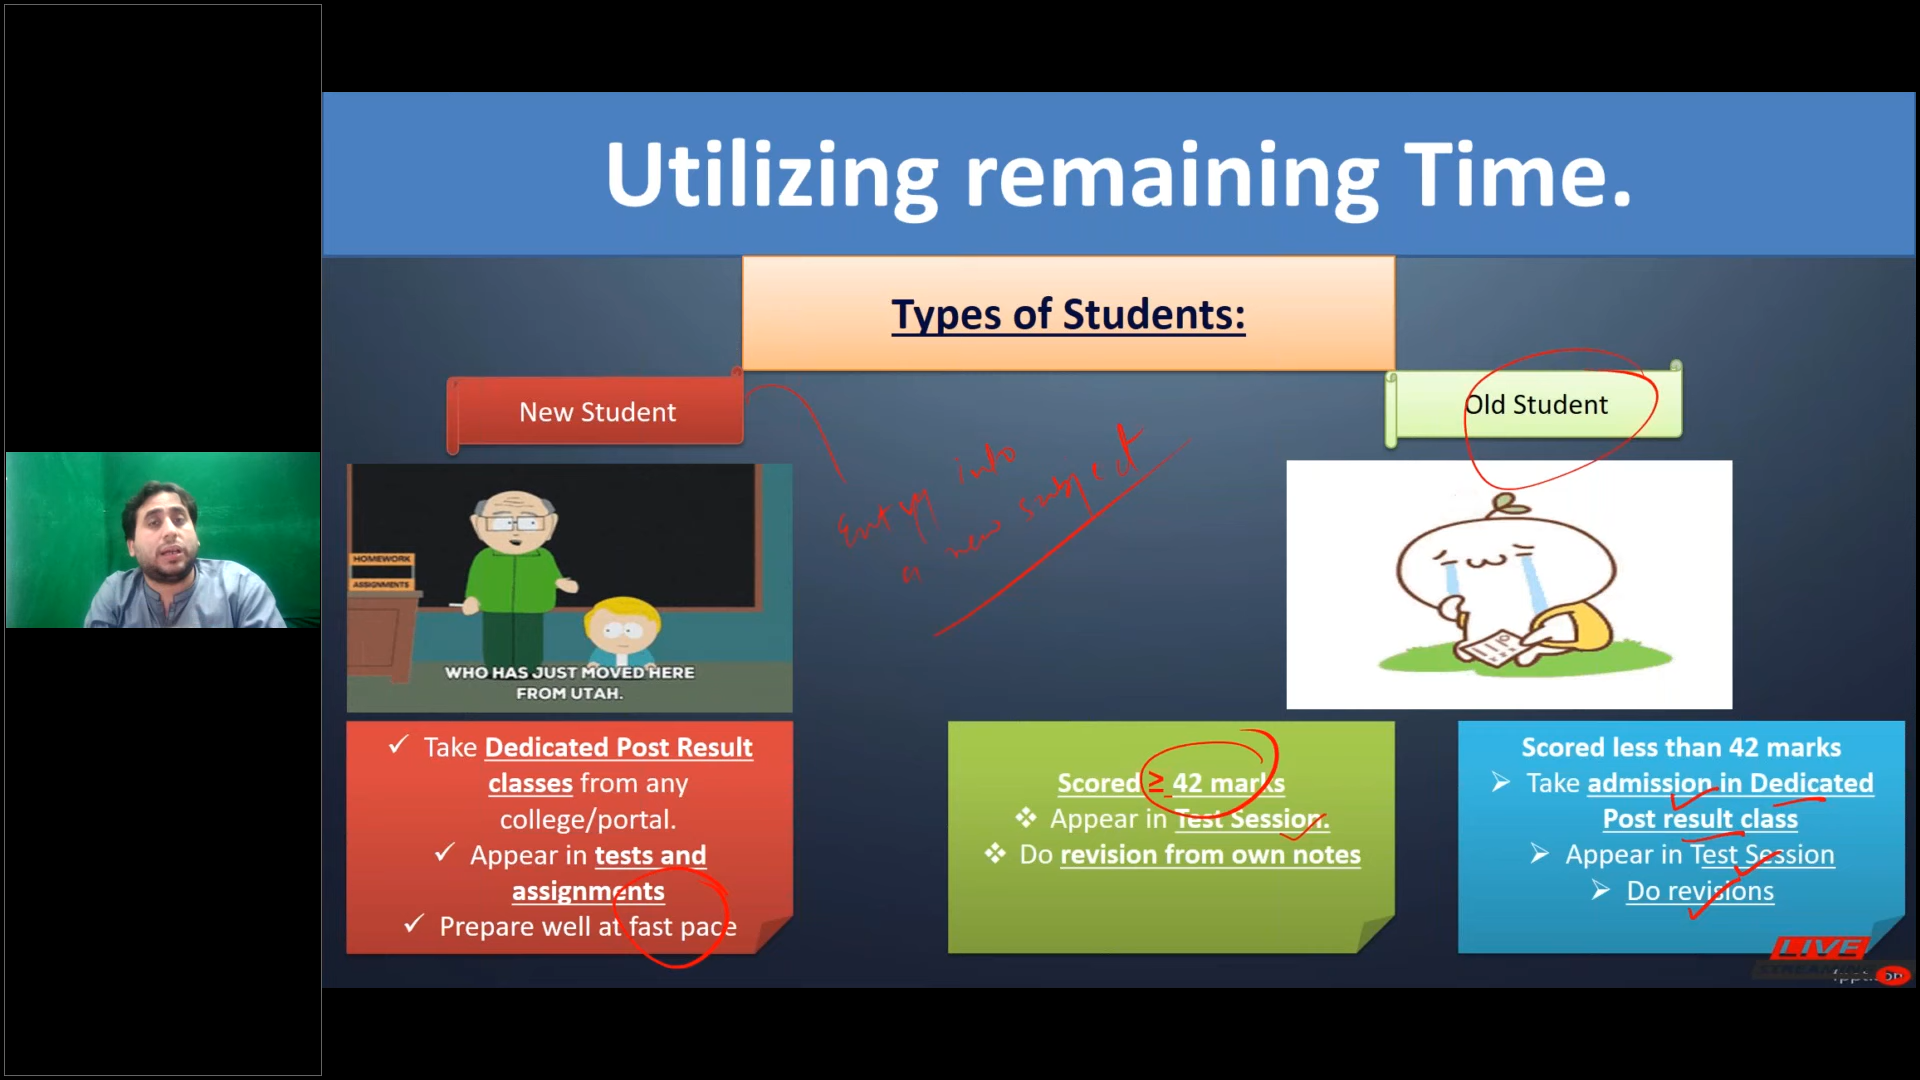 Utilizing remaining Time.
Types of Students:
New Student
Old Student
Entry into
a new subject
HOMEWORK
ASSIGNMENTS
WHO HAS JUST MOVED HERE
FROM UTAH.
✓ Take Dedicated Post Result
classes from any
college/portal.
✓ Appear in tests and
assignments
✓ Prepare well at fast pace
Scored ≥ 42 marks
❖ Appear in Test Session.
❖ Do revision from own notes
Scored less than 42 marks
➢ Take admission in Dedicated
Post result class
➢ Appear in Test Session
➢ Do revisions
LIVE